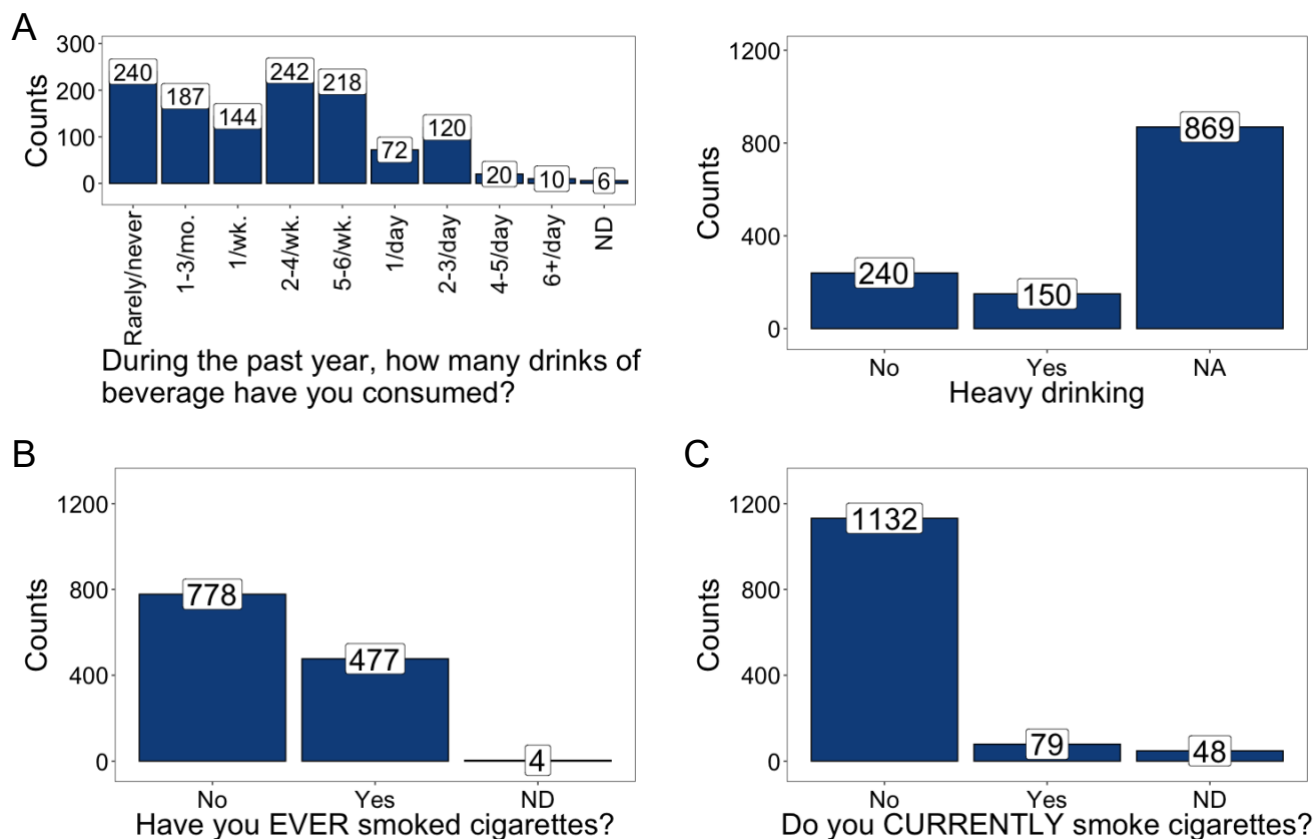 A
300
200
100
0
Counts
240
187
144
242
218
72
120
20
10
6
Rarely/never
1-3/mo.
1/wk.
2-4/wk.
5-6/wk.
1/day
2-3/day
4-5/day
6+/day
ND
During the past year, how many drinks of
beverage have you consumed?
1200
800
400
0
Counts
240
150
869
No
Yes
NA
Heavy drinking
B
1200
800
400
0
Counts
778
477
4
No
Yes
ND
Have you EVER smoked cigarettes?
C
1200
800
400
0
Counts
1132
79
48
No
Yes
ND
Do you CURRENTLY smoke cigarettes?